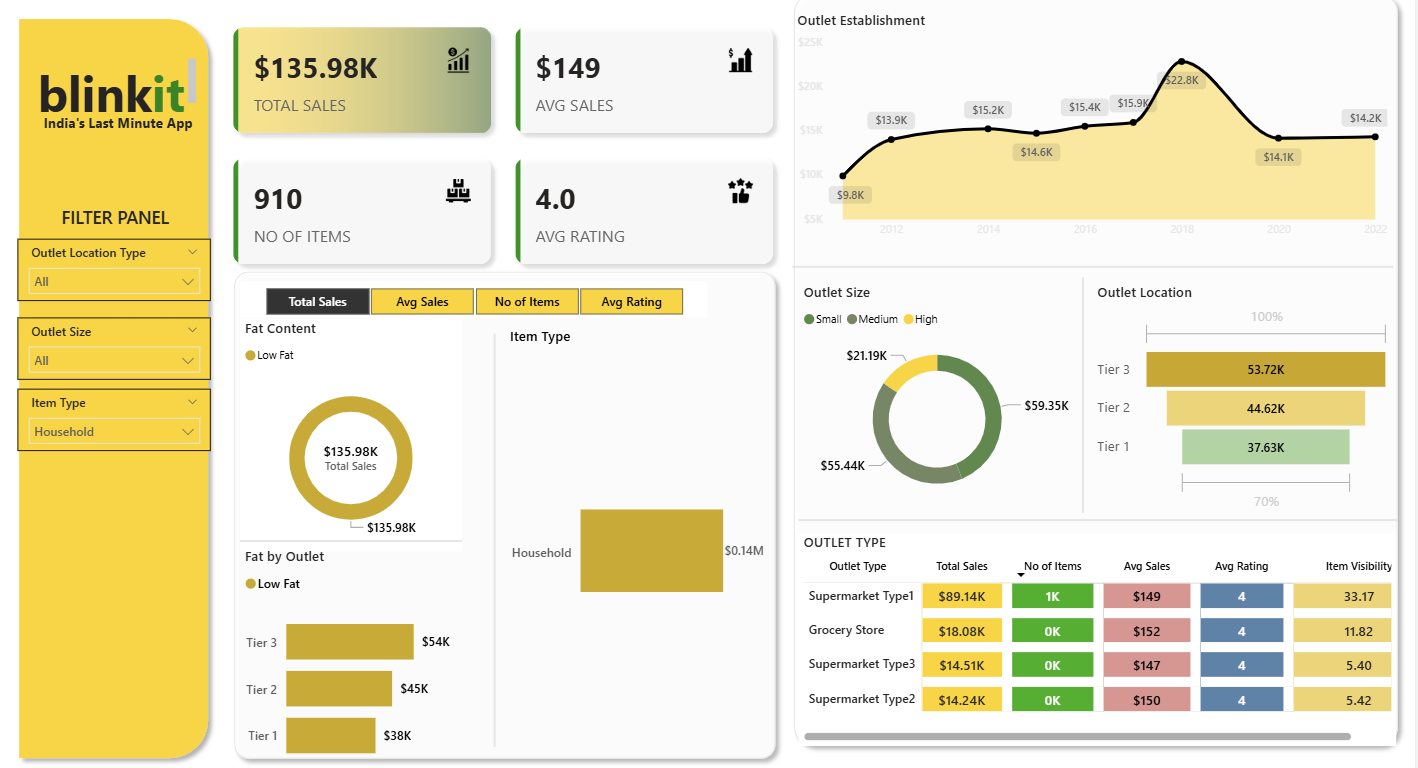 blinkit
India's Last Minute App
FILTER PANEL
Outlet Location Type
All
Outlet Size
All
Item Type
Household
$135.98K
TOTAL SALES
$149
AVG SALES
910
NO OF ITEMS
4.0
AVG RATING
Total Sales Avg Sales No of Items Avg Rating
Fat Content
Low Fat
$135.98K
Total Sales
$135.98K
Fat by Outlet
Low Fat
Tier 3 $54K
Tier 2 $45K
Tier 1 $38K
Item Type
Household $0.14M
Outlet Establishment
$25K
$20K
$15K
$10K
$5K
$9.8K
$13.9K
$15.2K
$14.6K
$15.4K
$15.9K
$22.8K
$14.1K
$14.2K
2012 2014 2016 2018 2020 2022
Outlet Size
Small Medium High
$21.19K
$59.35K
$55.44K
Outlet Location
100%
Tier 3 53.72K
Tier 2 44.62K
Tier 1 37.63K
70%
OUTLET TYPE
Outlet Type Total Sales No of Items Avg Sales Avg Rating Item Visibility
Supermarket Type1 $89.14K 1K $149 4 33.17
Grocery Store $18.08K 0K $152 4 11.82
Supermarket Type3 $14.51K 0K $147 4 5.40
Supermarket Type2 $14.24K 0K $150 4 5.42